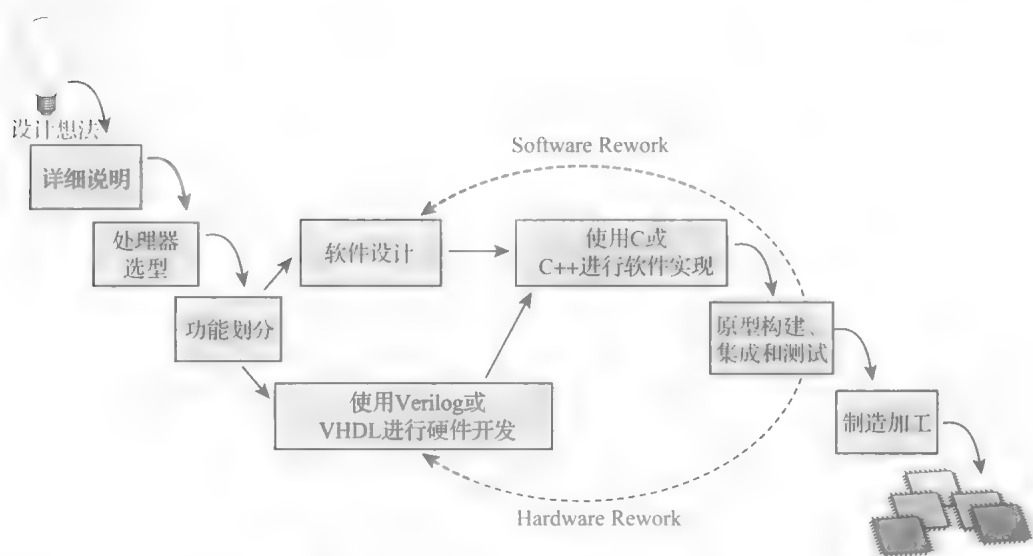 设计想法
详细说明
处理器
选型
功能划分
软件设计
使用Verilog或
VHDL进行硬件开发
使用C或
C++进行软件实现
Software Rework
Hardware Rework
原型构建、
集成和测试
制造加工